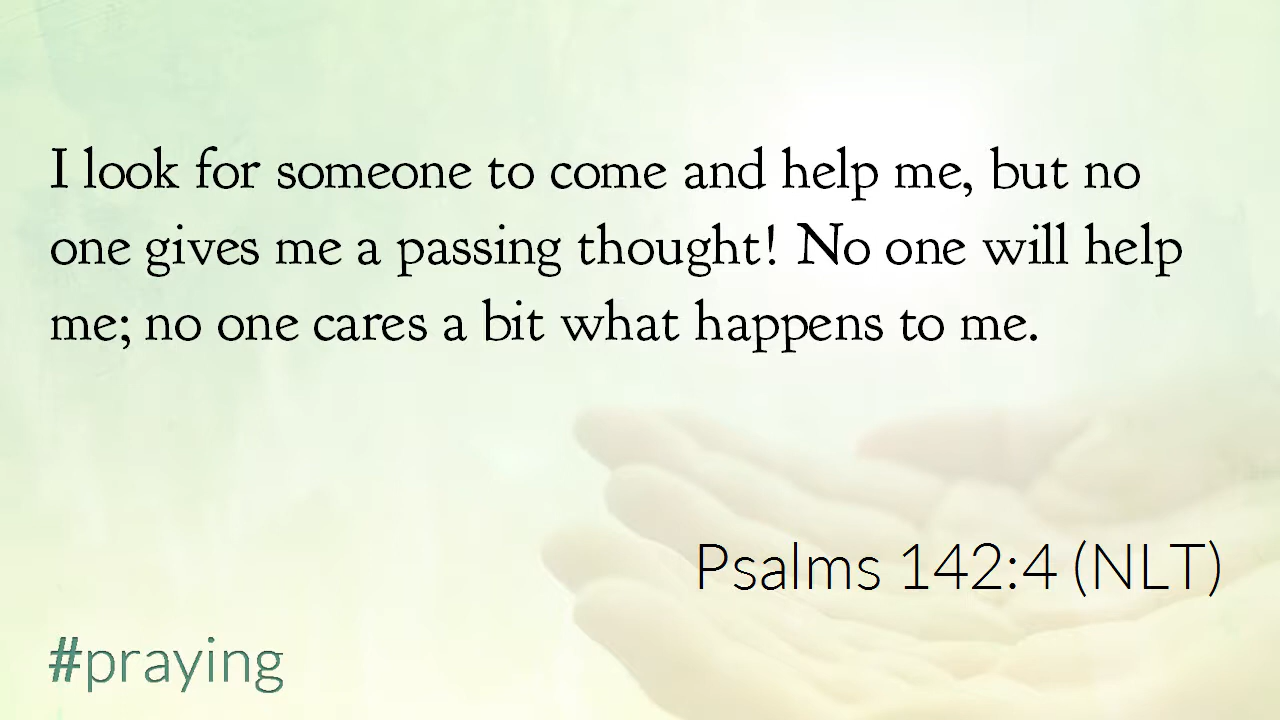 I look for someone to come and help me, but no
one gives me a passing thought! No one will help
me; no one cares a bit what happens to me.
Psalms 142:4 (NLT)
#praying